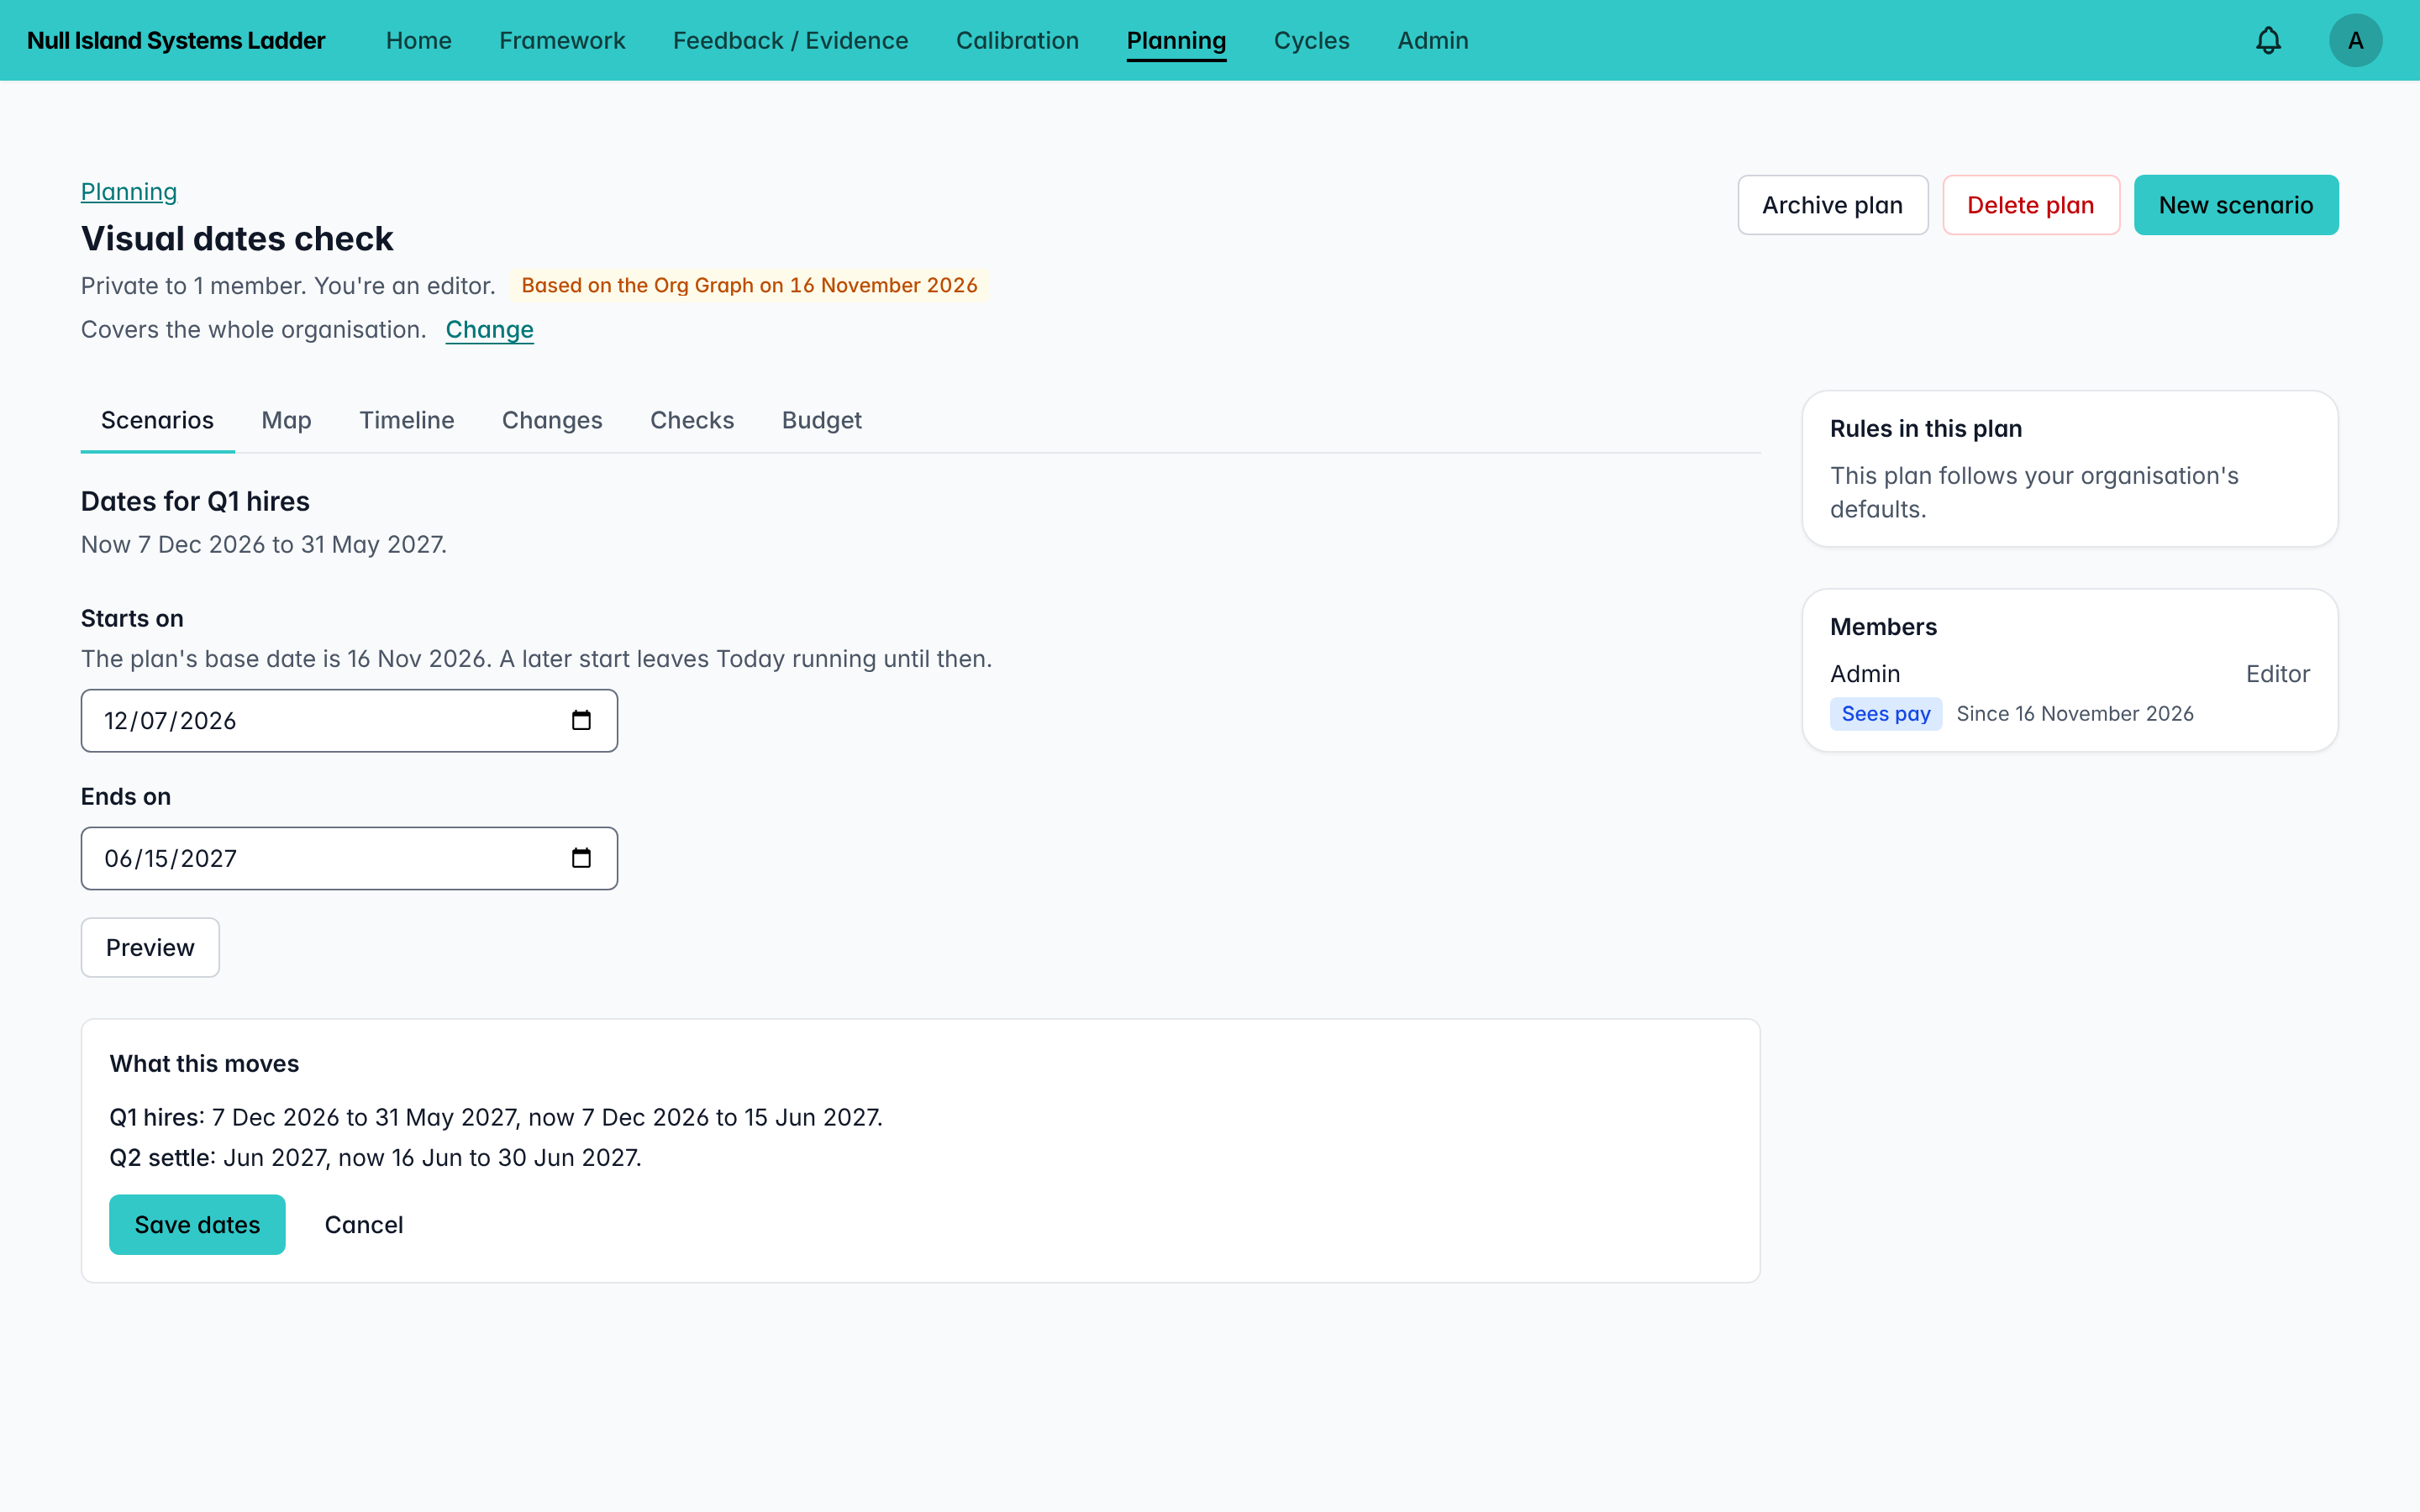 Null Island Systems Ladder
Home
Framework
Feedback / Evidence
Calibration
Planning
Cycles
Admin
A
Planning
Visual dates check
Private to 1 member. You're an editor.
Based on the Org Graph on 16 November 2026
Covers the whole organisation. Change
Archive plan
Delete plan
New scenario
Scenarios
Map
Timeline
Changes
Checks
Budget
Dates for Q1 hires
Now 7 Dec 2026 to 31 May 2027.
Starts on
The plan's base date is 16 Nov 2026. A later start leaves Today running until then.
12/07/2026
Ends on
06/15/2027
Preview
What this moves
Q1 hires: 7 Dec 2026 to 31 May 2027, now 7 Dec 2026 to 15 Jun 2027.
Q2 settle: Jun 2027, now 16 Jun to 30 Jun 2027.
Save dates
Cancel
Rules in this plan
This plan follows your organisation's
defaults.
Members
Admin
Editor
Sees pay
Since 16 November 2026